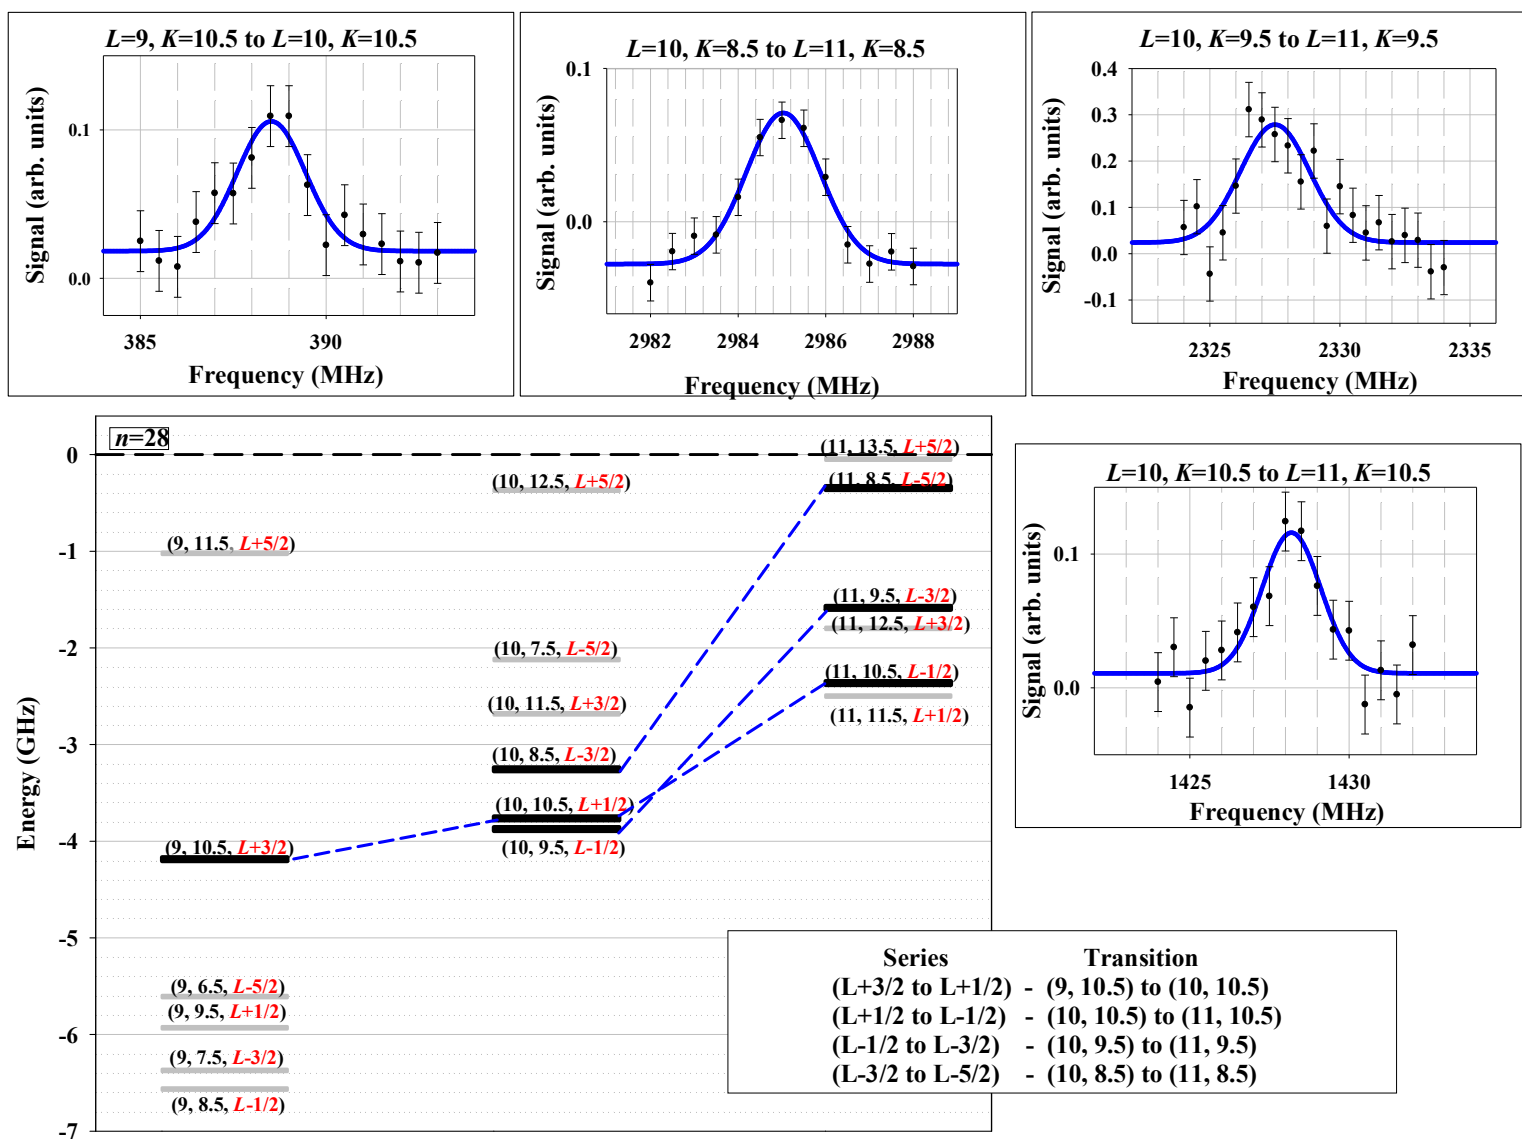 L=9, K=10.5 to L=10, K=10.5
Signal (arb. units)
0.1
0.0
385
390
Frequency (MHz)
L=10, K=8.5 to L=11, K=8.5
Signal (arb. units)
0.1
0.0
2982
2984
2986
2988
Frequency (MHz)
L=10, K=9.5 to L=11, K=9.5
Signal (arb. units)
0.4
0.3
0.2
0.1
0.0
-0.1
2325
2330
2335
Frequency (MHz)
n=28
Energy (GHz)
0
-1
-2
-3
-4
-5
-6
-7
(9, 11.5, L+5/2)
(9, 10.5, L+3/2)
(9, 6.5, L-5/2)
(9, 9.5, L+1/2)
(9, 7.5, L-3/2)
(9, 8.5, L-1/2)
(10, 12.5, L+5/2)
(10, 7.5, L-5/2)
(10, 11.5, L+3/2)
(10, 8.5, L-3/2)
(10, 10.5, L+1/2)
(10, 9.5, L-1/2)
(11, 13.5, L+5/2)
(11, 8.5, L-5/2)
(11, 9.5, L-3/2)
(11, 12.5, L+3/2)
(11, 10.5, L-1/2)
(11, 11.5, L+1/2)
L=10, K=10.5 to L=11, K=10.5
Signal (arb. units)
0.1
0.0
1425
1430
Frequency (MHz)
Series Transition
(L+3/2 to L+1/2) - (9, 10.5) to (10, 10.5)
(L+1/2 to L-1/2) - (10, 10.5) to (11, 10.5)
(L-1/2 to L-3/2) - (10, 9.5) to (11, 9.5)
(L-3/2 to L-5/2) - (10, 8.5) to (11, 8.5)